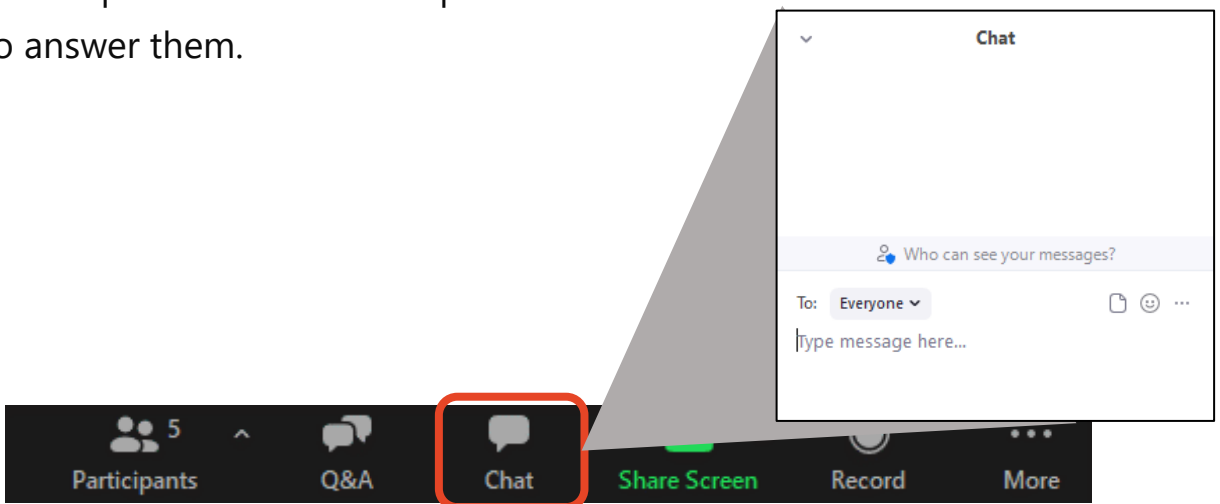 o answer them.
Chat
Who can see your messages?
To: Everyone
Type message here...
5
Participants
Q&A
Chat
Share Screen
Record
More